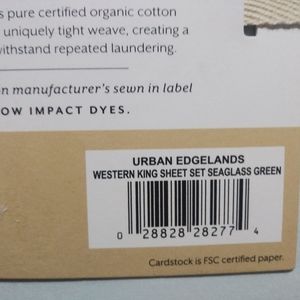 s pure certified organic cotton
uniquely tight weave, creating a
withstand repeated laundering.
n manufacturer's sewn in label
OW IMPACT DYES.
URBAN EDGELANDS
WESTERN KING SHEET SET SEAGLASS GREEN
0 28828 28277 4
Cardstock is FSC certified paper.